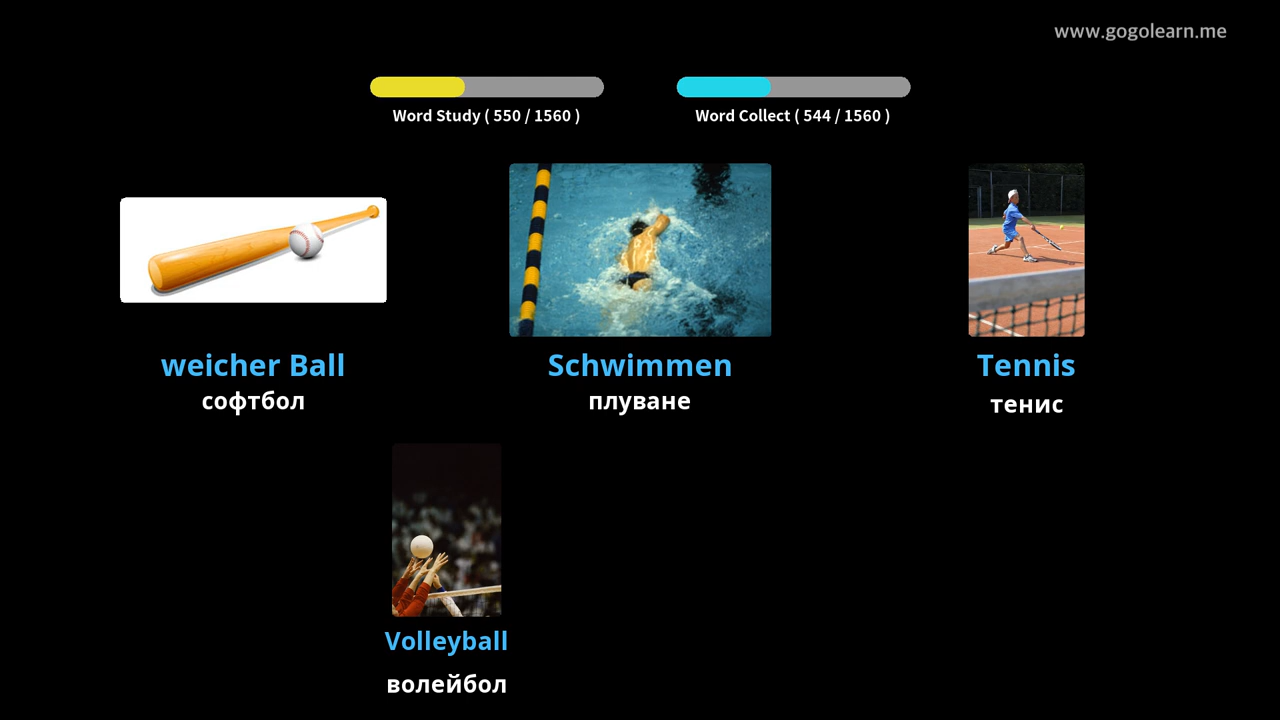 www.gogolearn.me
Word Study ( 550 / 1560 )
Word Collect ( 544 / 1560 )
weicher Ball
софтбол
Schwimmen
плуване
Tennis
тенис
Volleyball
волейбол